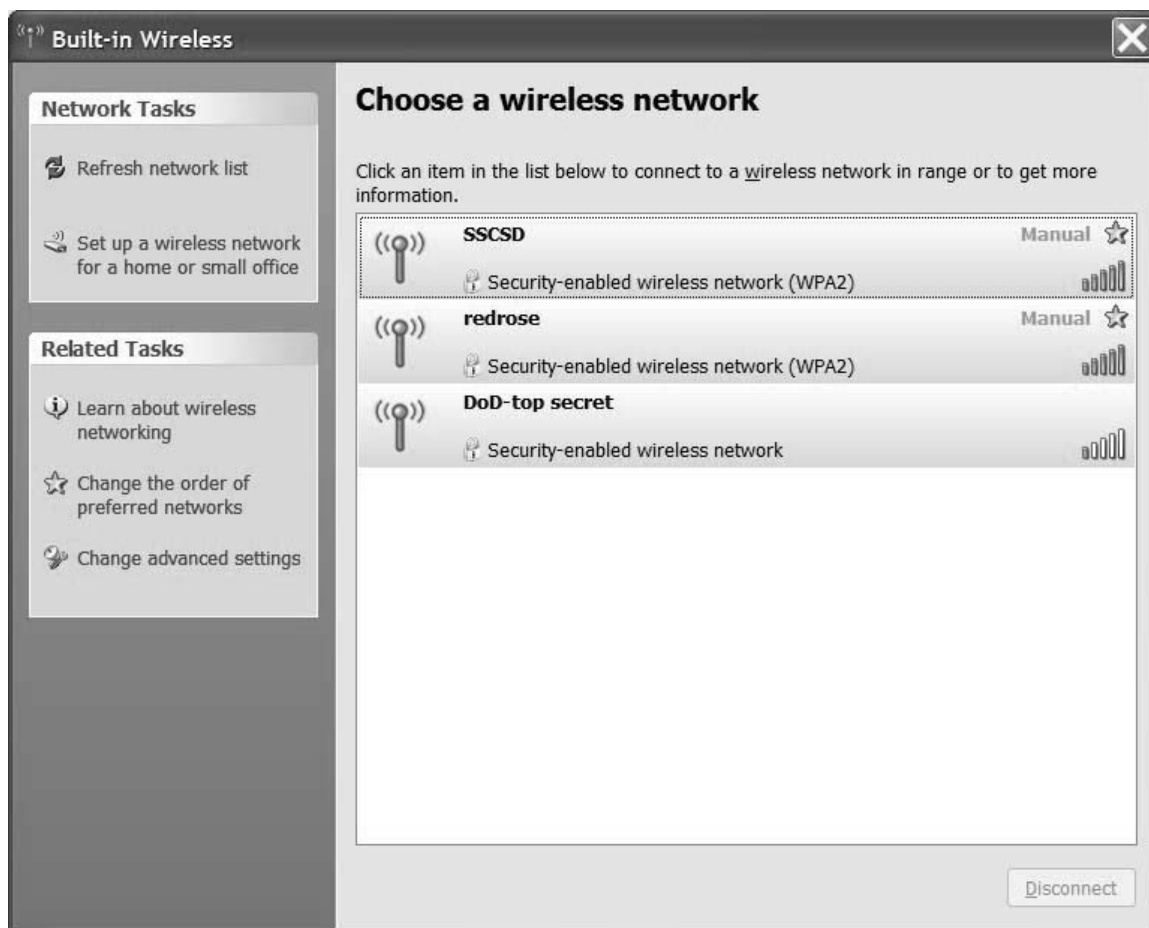 Built-in Wireless
Network Tasks
Refresh network list
Set up a wireless network
for a home or small office
Related Tasks
Learn about wireless
networking
Change the order of
preferred networks
Change advanced settings
Choose a wireless network
Click an item in the list below to connect to a wireless network in range or to get more
information.
SSCSD
Manual
Security-enabled wireless network (WPA2)
redrose
Manual
Security-enabled wireless network (WPA2)
DoD-top secret
Security-enabled wireless network
Disconnect